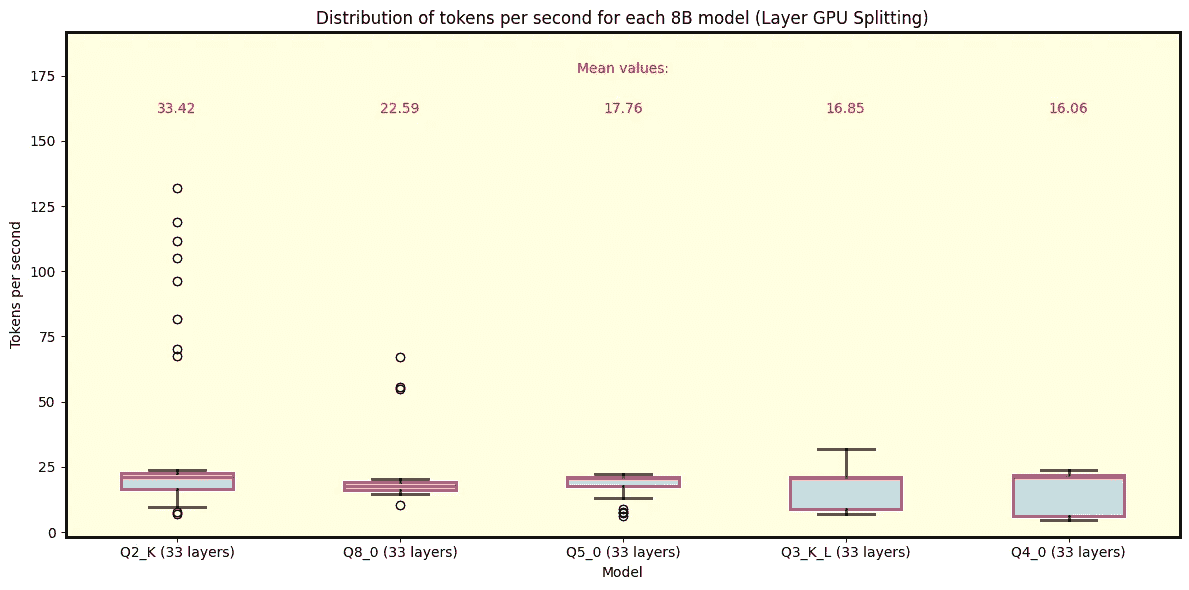 Distribution of tokens per second for each 8B model (Layer GPU Splitting)
Mean values:
33.42 22.59 17.76 16.85 16.06
Tokens per second
175
150
125
100
75
50
25
0
Q2_K (33 layers) Q8_0 (33 layers) Q5_0 (33 layers) Q3_K_L (33 layers) Q4_0 (33 layers)
Model